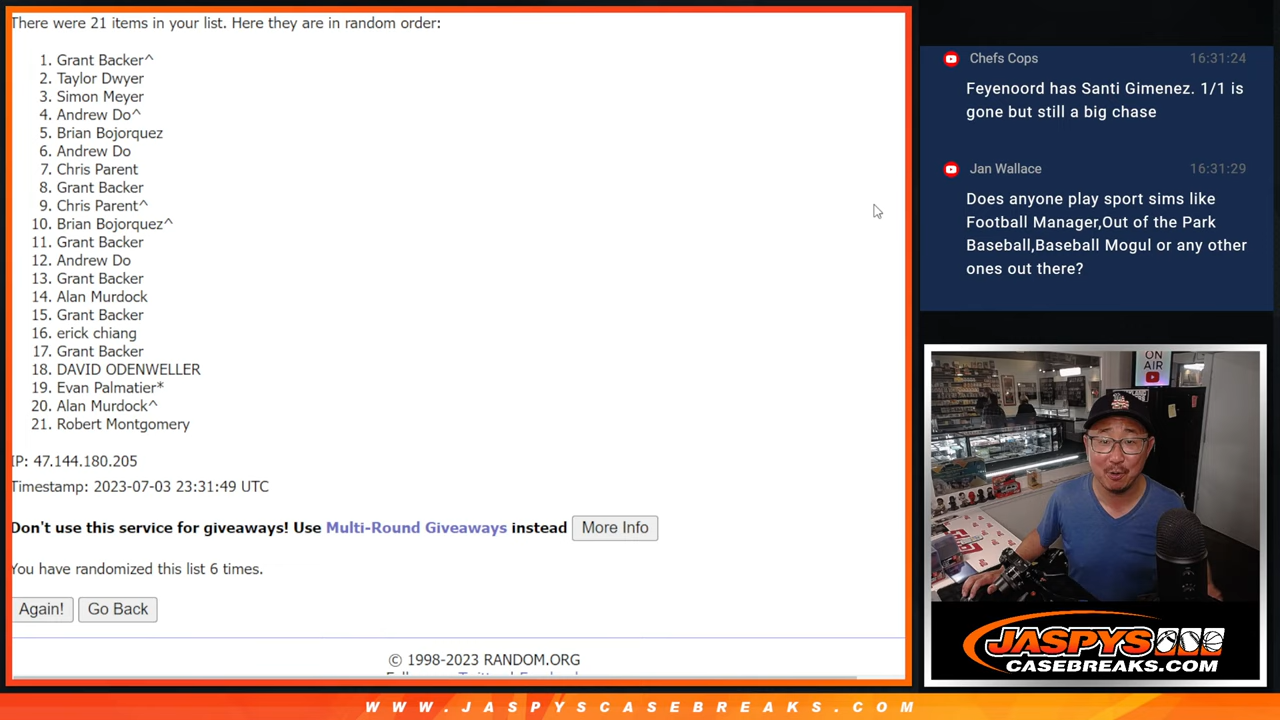 There were 21 items in your list. Here they are in random order:
1. Grant Backer^
2. Taylor Dwyer
3. Simon Meyer
4. Andrew Do^
5. Brian Bojorquez
6. Andrew Do
7. Chris Parent
8. Grant Backer
9. Chris Parent^
10. Brian Bojorquez^
11. Grant Backer
12. Andrew Do
13. Grant Backer
14. Alan Murdock
15. Grant Backer
16. erick chiang
17. Grant Backer
18. DAVID ODENWELLER
19. Evan Palmatier*
20. Alan Murdock^
21. Robert Montgomery
IP: 47.144.180.205
Timestamp: 2023-07-03 23:31:49 UTC
Don't use this service for giveaways! Use Multi-Round Giveaways instead More Info
You have randomized this list 6 times.
Again! Go Back
© 1998-2023 RANDOM.ORG
Chefs Cops 16:31:24
Feyenoord has Santi Gimenez. 1/1 is
gone but still a big chase
Jan Wallace 16:31:29
Does anyone play sport sims like
Football Manager,Out of the Park
Baseball,Baseball Mogul or any other
ones out there?
ON
AIR
JASPYS
CASEBREAKS.COM
WWW.JASPYSCASEBREAKS.COM